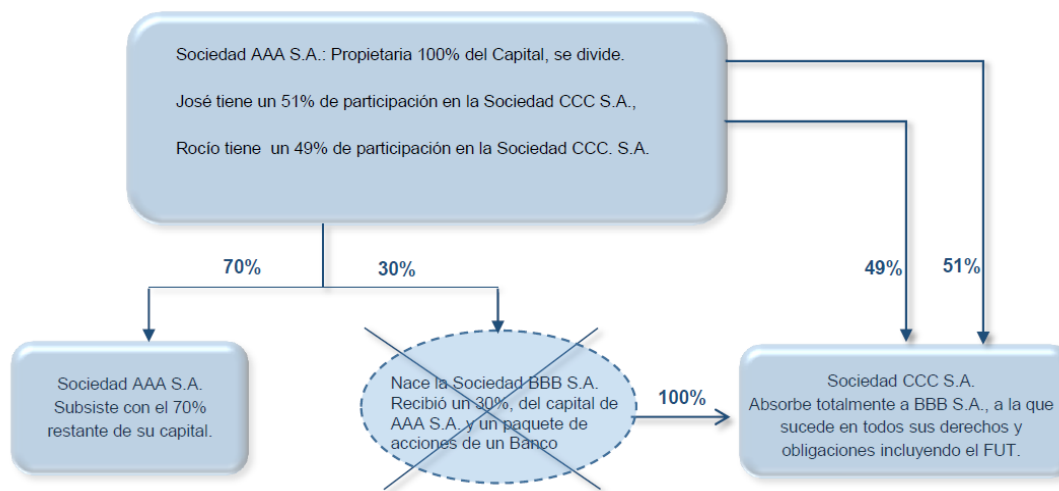 Sociedad AAA S.A.: Propietaria 100% del Capital, se divide.
José tiene un 51% de participación en la Sociedad CCC S.A.,
Rocío tiene un 49% de participación en la Sociedad CCC. S.A.
70%
30%
49%
51%
Sociedad AAA S.A.
Subsiste con el 70%
restante de su capital.
Nace la Sociedad BBB S.A.
Recibió un 30%, del capital de
AAA S.A. y un paquete de
acciones de un Banco
100%
Sociedad CCC S.A.
Absorbe totalmente a BBB S.A., a la que
sucede en todos sus derechos y
obligaciones incluyendo el FUT.